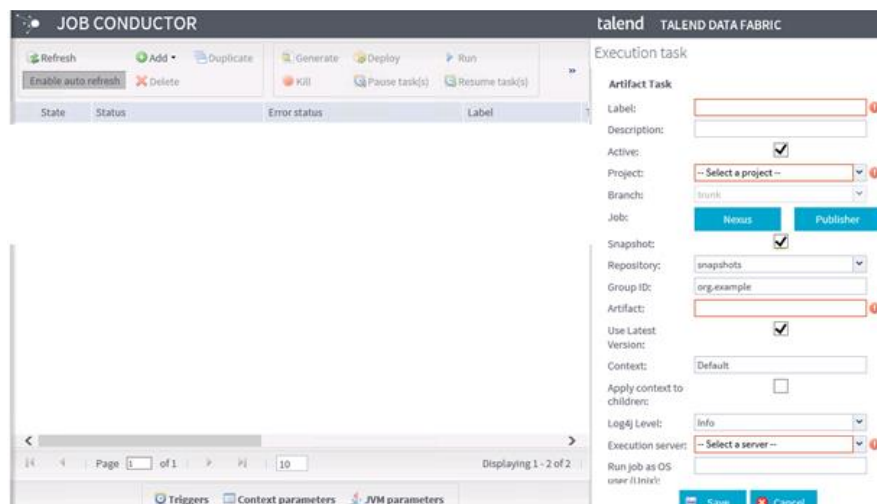 JOB CONDUCTOR
talend TALEND DATA FABRIC
Refresh Add Duplicate Generate Deploy Run
Enable auto refresh Delete Kill Pause task(s) Resume task(s) »
State Status Error status Label
Page 1 of 1 10 Displaying 1 - 2 of 2
Triggers Context parameters JVM parameters
Execution task
Artifact Task
Label:
Description:
Active:
Project: -- Select a project --
Branch: trunk
Job: Nexus Publisher
Snapshot:
Repository: snapshots
Group ID: org.example
Artifact:
Use Latest
Version:
Context: Default
Apply context to
children:
Log4j Level: Info
Execution server: -- Select a server --
Run job as OS
user (Unix):
Save Cancel